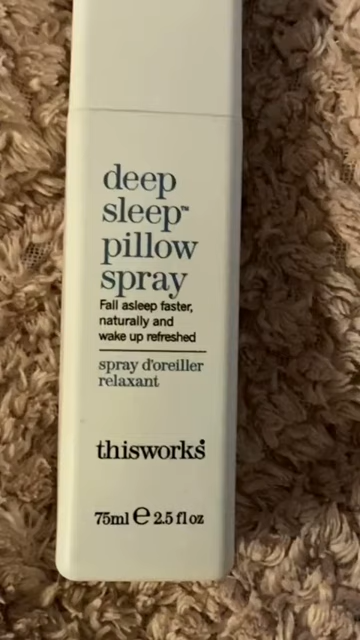 deep
sleep™
pillow
spray
Fall asleep faster,
naturally and
wake up refreshed
spray d'oreiller
relaxant
thisworks
75ml ℮ 2.5 fl oz